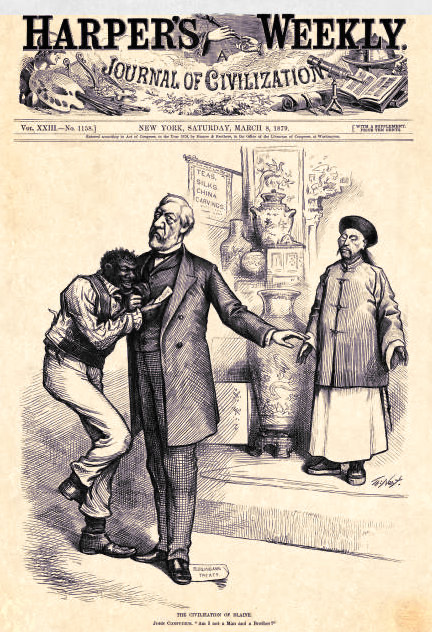 HARPER'S WEEKLY.
A
JOURNAL OF CIVILIZATION
Vol. XXIII.—No. 1158.]
NEW YORK, SATURDAY, MARCH 8, 1879.
[WITH A SUPPLEMENT.
PRICE TEN CENTS.
Entered according to Act of Congress, in the Year 1879, by Harper & Brothers, in the Office of the Librarian of Congress, at Washington.
TEAS.
SILKS.
CHINA
CARVINGS
Th. Nast.
BURLINGAME
TREATY.
THE CIVILIZATION OF BLAINE.
John Confucius. "Am I not a Man and a Brother?"